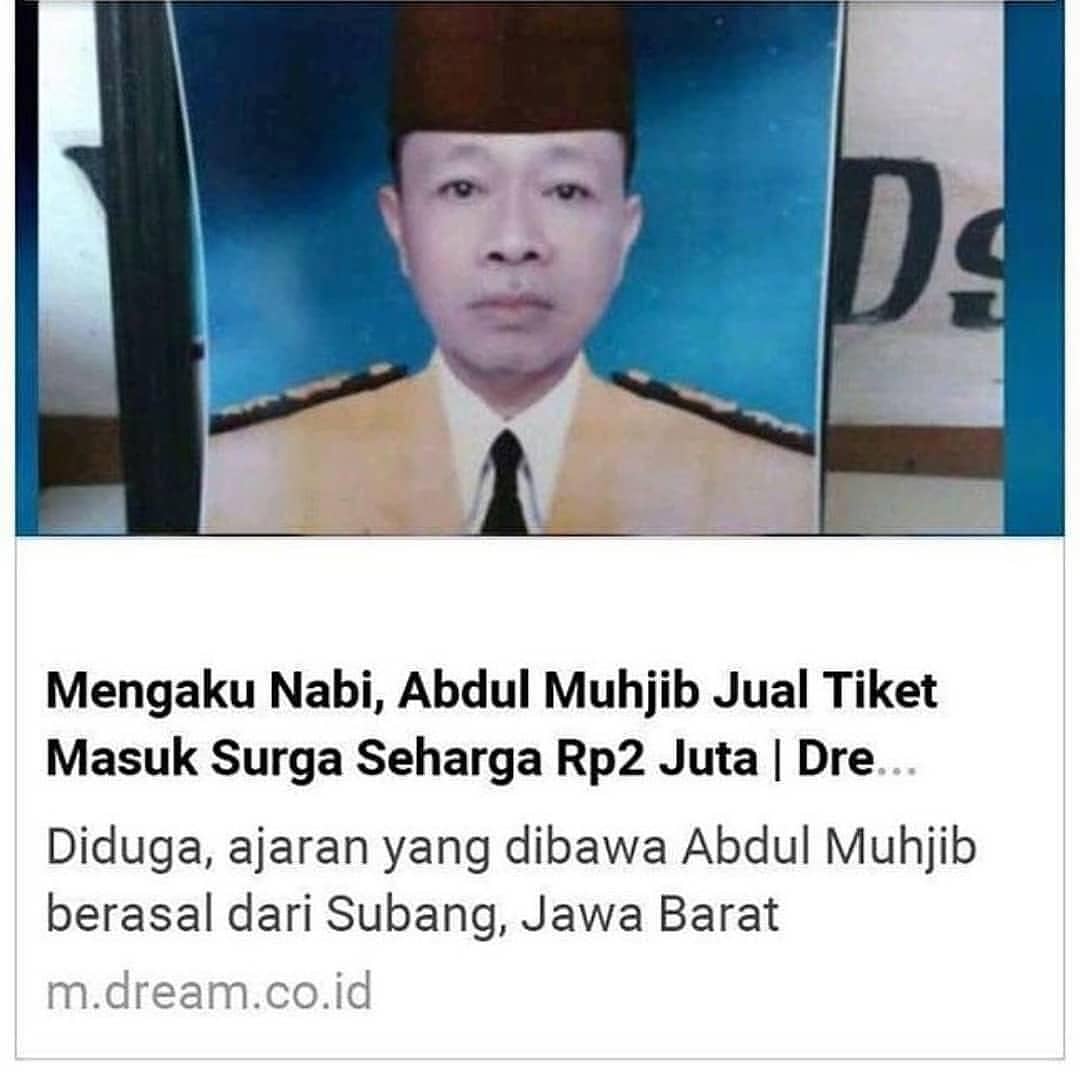 Ds
Mengaku Nabi, Abdul Muhjib Jual Tiket
Masuk Surga Seharga Rp2 Juta | Dre...
Diduga, ajaran yang dibawa Abdul Muhjib
berasal dari Subang, Jawa Barat
m.dream.co.id